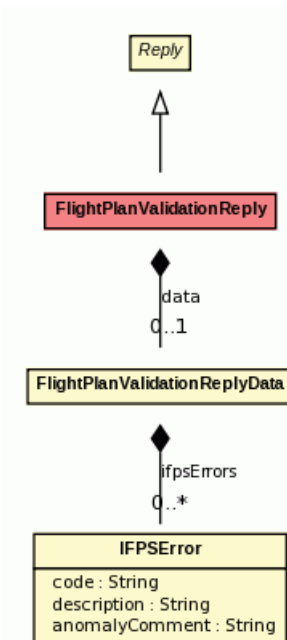 Reply
FlightPlanValidationReply
data
0..1
FlightPlanValidationReplyData
ifpsErrors
0..*
IFPSError
code : String
description : String
anomalyComment : String